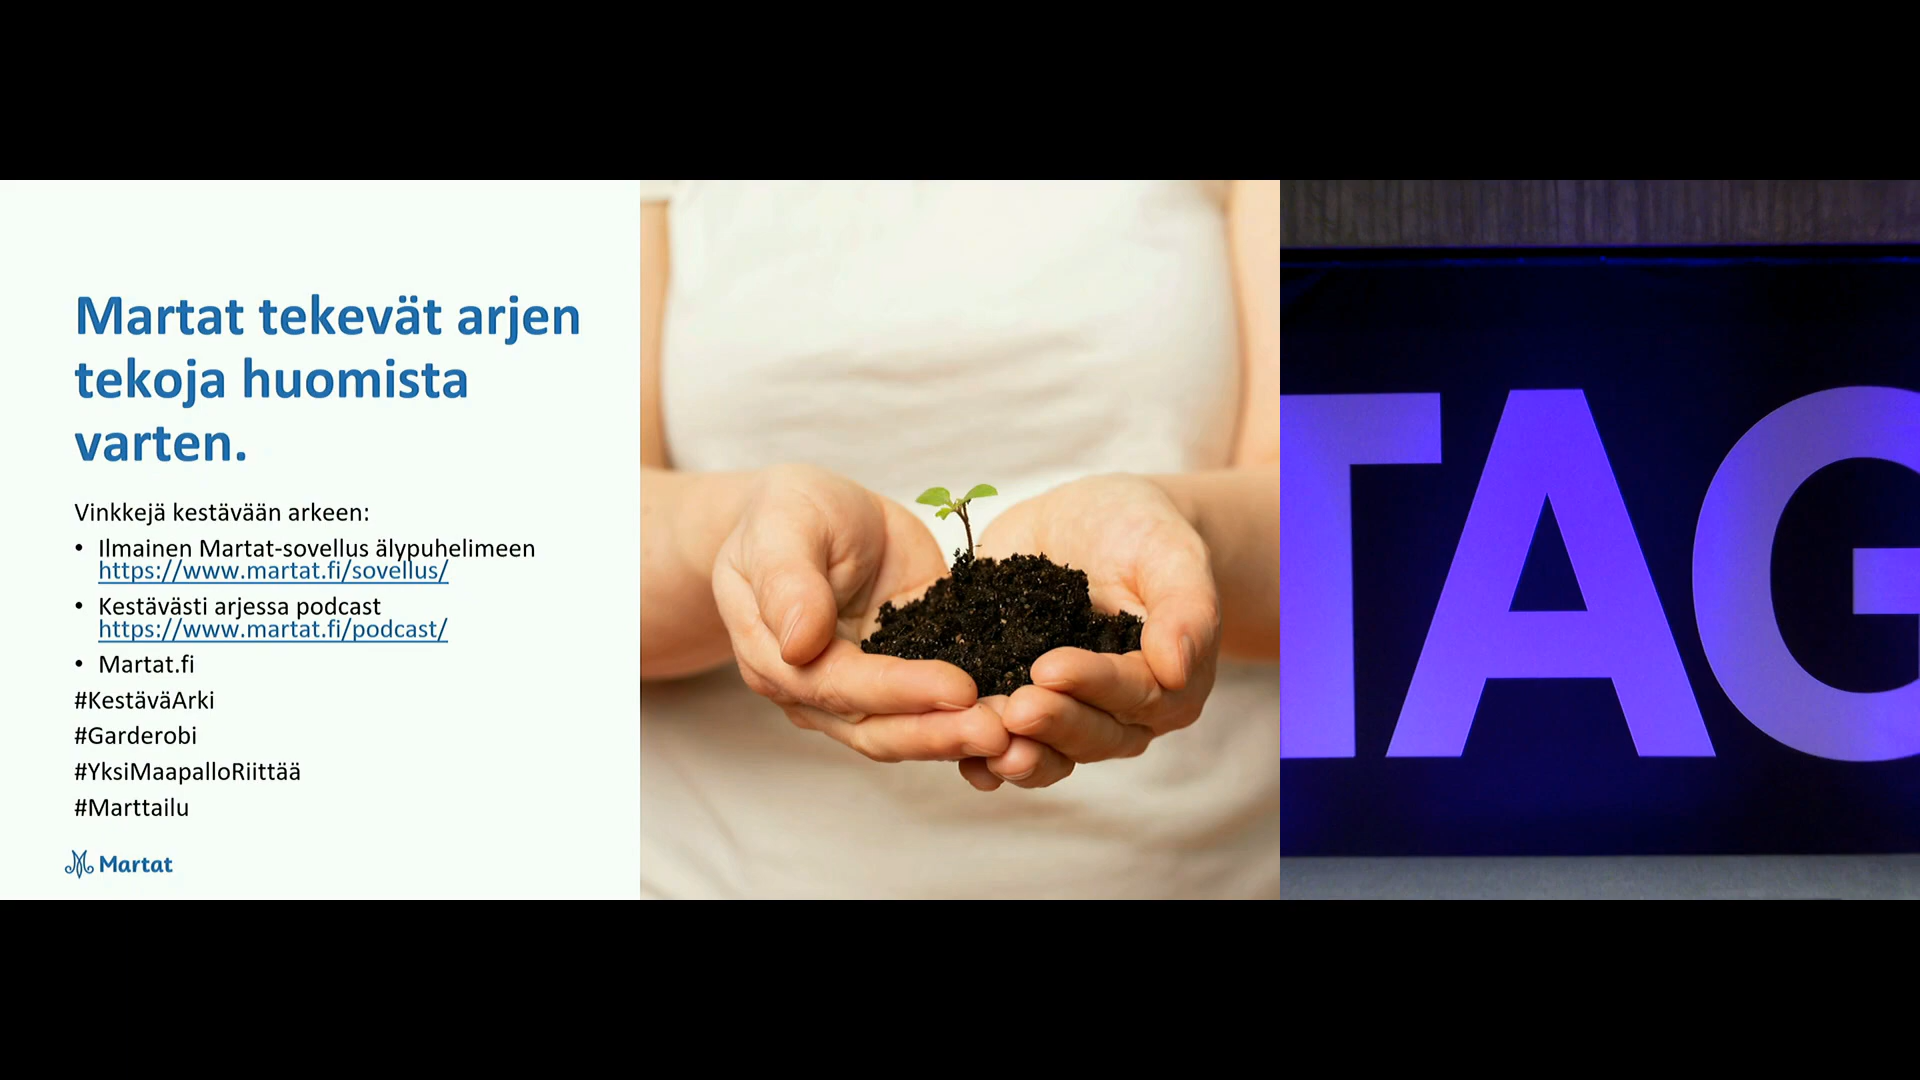 Martat tekevät arjen
tekoja huomista
varten.
Vinkkejä kestävään arkeen:
• Ilmainen Martat-sovellus älypuhelimeen
https://www.martat.fi/sovellus/
• Kestävästi arjessa podcast
https://www.martat.fi/podcast/
• Martat.fi
#KestäväArki
#Garderobi
#YksiMaapalloRiittää
#Marttailu
Martat
TAG